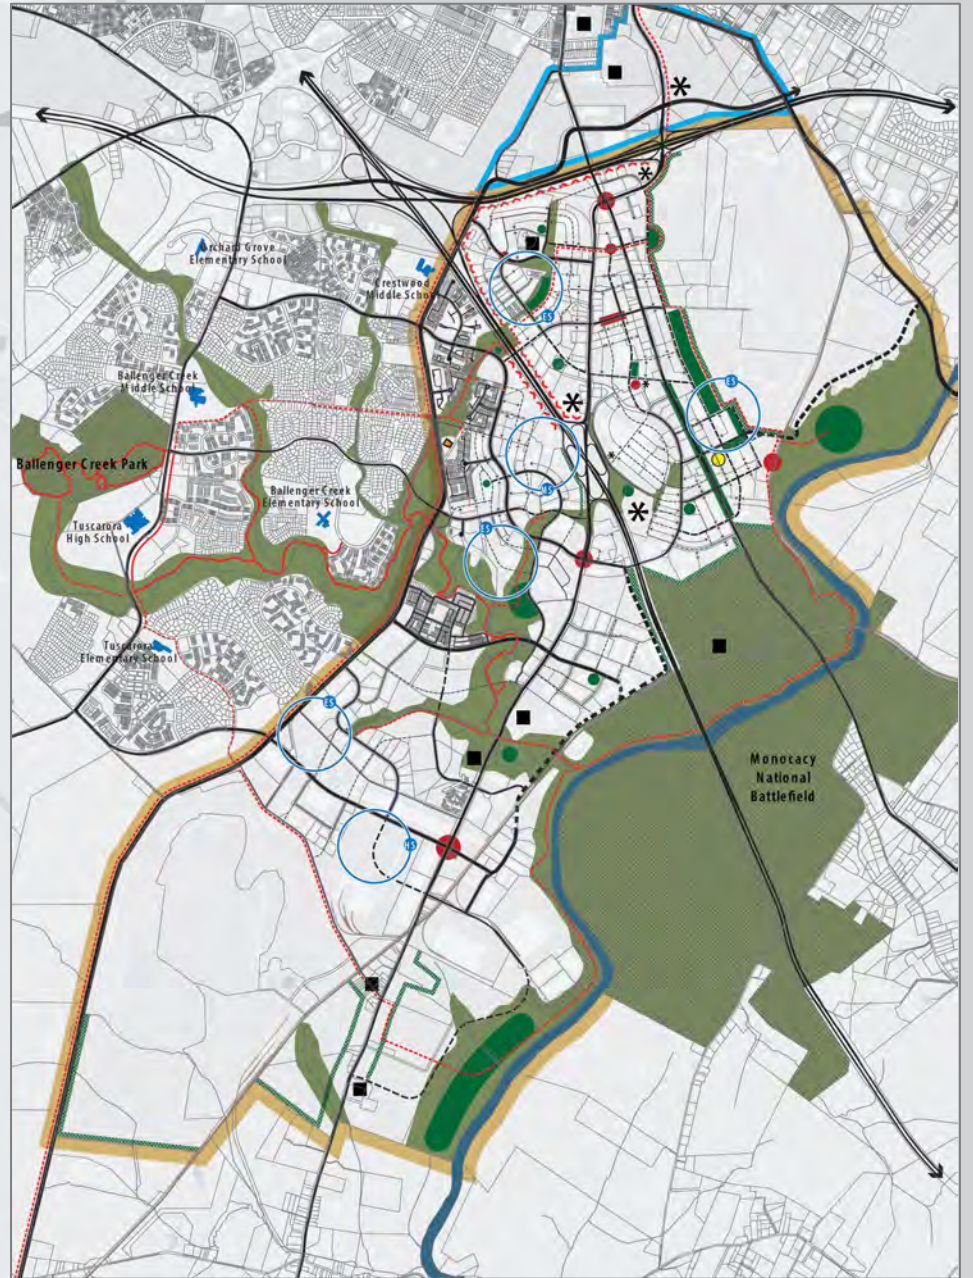 Orchard Grove
Elementary School
Crestwood
Middle School
ES
Ballenger Creek
Middle School
ES
Ballenger Creek Park
Ballenger Creek
Elementary School
MS
Tuscarora
High School
ES
Tuscarora
Elementary School
ES
Monocacy
National
Battlefield
HS